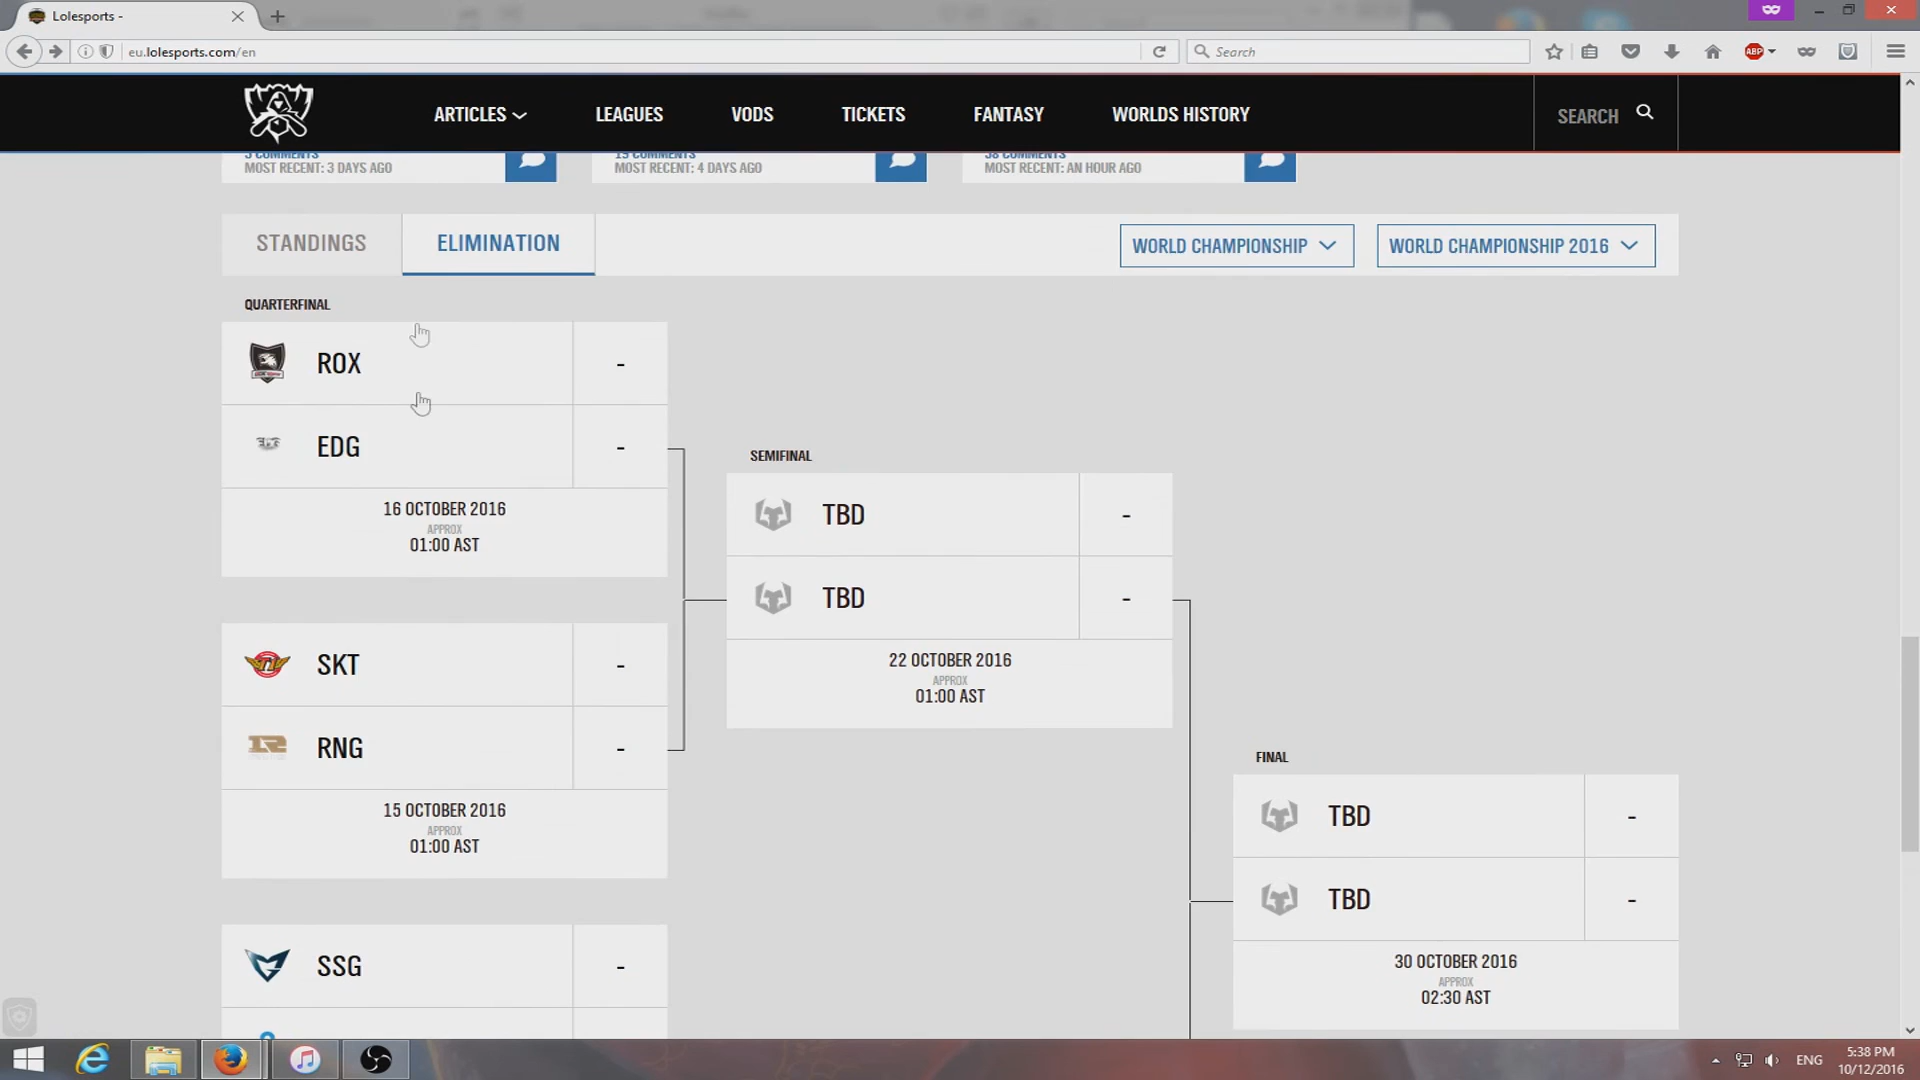 Lolesports -
eu.lolesports.com/en
Search
ABP
ARTICLES
LEAGUES
VODS
TICKETS
FANTASY
WORLDS HISTORY
SEARCH
MOST RECENT: 3 DAYS AGO
MOST RECENT: 4 DAYS AGO
MOST RECENT: AN HOUR AGO
STANDINGS
ELIMINATION
WORLD CHAMPIONSHIP
WORLD CHAMPIONSHIP 2016
QUARTERFINAL
ROX -
EDG -
16 OCTOBER 2016
APPROX
01:00 AST
SKT -
RNG -
15 OCTOBER 2016
APPROX
01:00 AST
SSG -
SEMIFINAL
TBD -
TBD -
22 OCTOBER 2016
APPROX
01:00 AST
FINAL
TBD -
TBD -
30 OCTOBER 2016
APPROX
02:30 AST
ENG
5:38 PM
10/12/2016